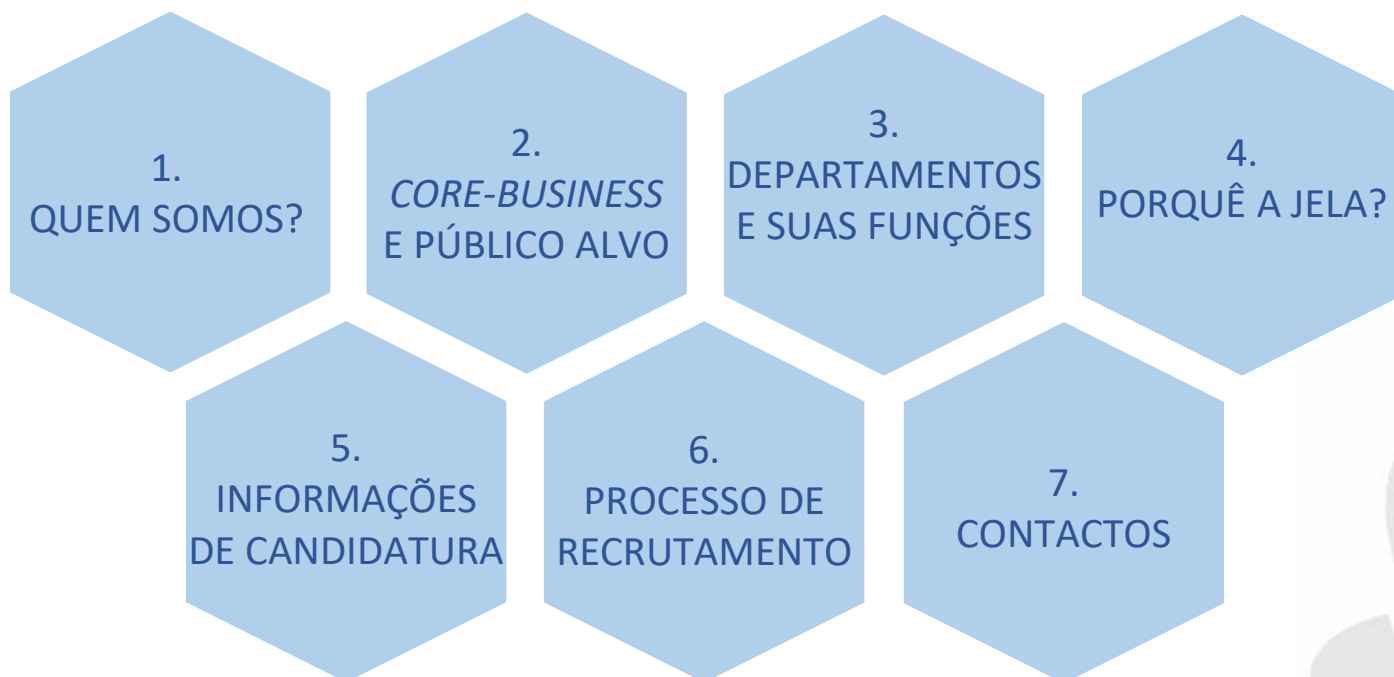 1.
QUEM SOMOS?
2.
CORE-BUSINESS
E PÚBLICO ALVO
3.
DEPARTAMENTOS
E SUAS FUNÇÕES
4.
PORQUÊ A JELA?
5.
INFORMAÇÕES
DE CANDIDATURA
6.
PROCESSO DE
RECRUTAMENTO
7.
CONTACTOS